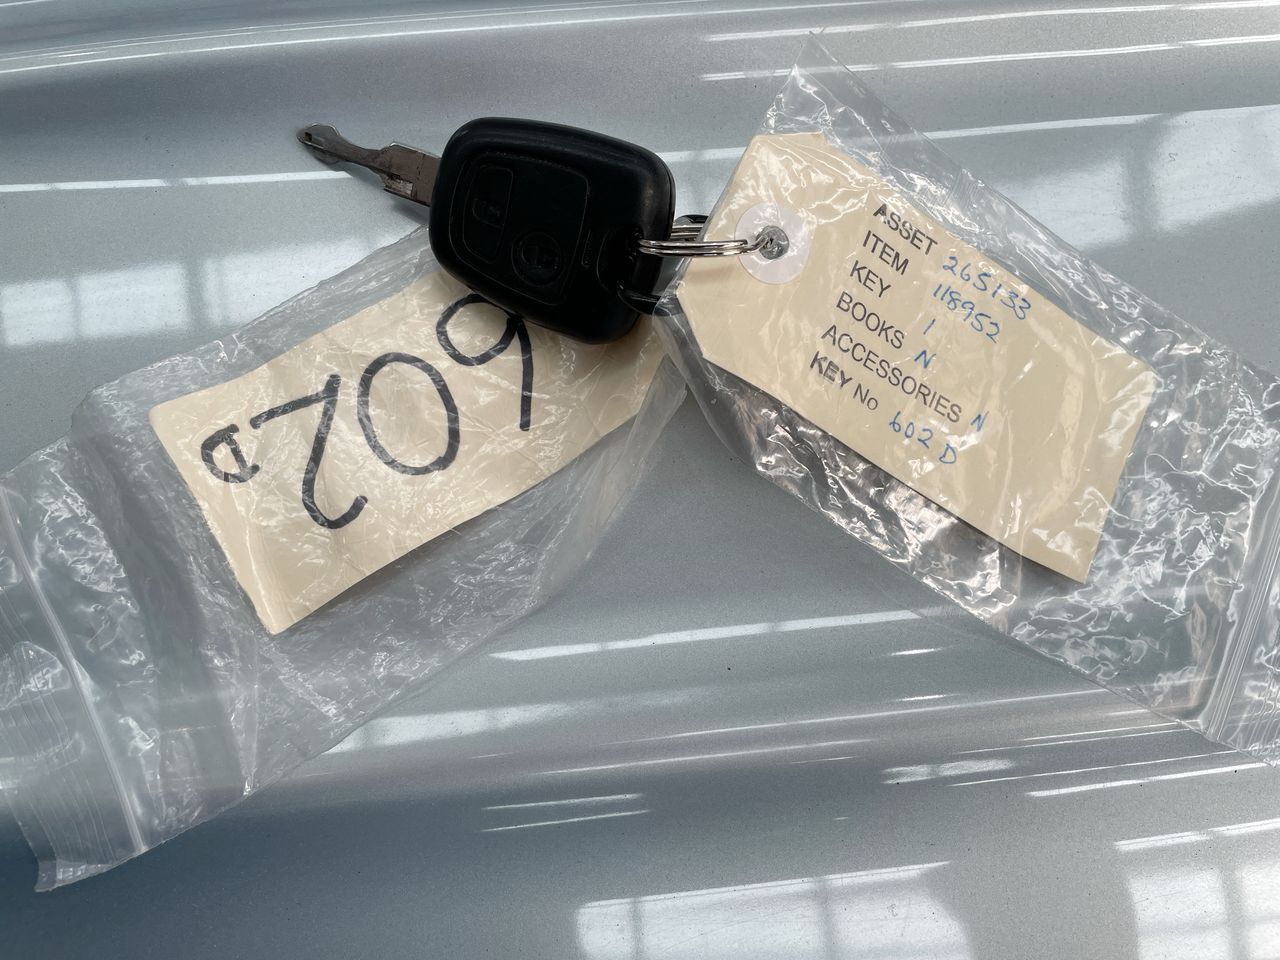 602D
ASSET 265133
ITEM 118952
KEY 1
BOOKS N
ACCESSORIES N
KEY No 602 D